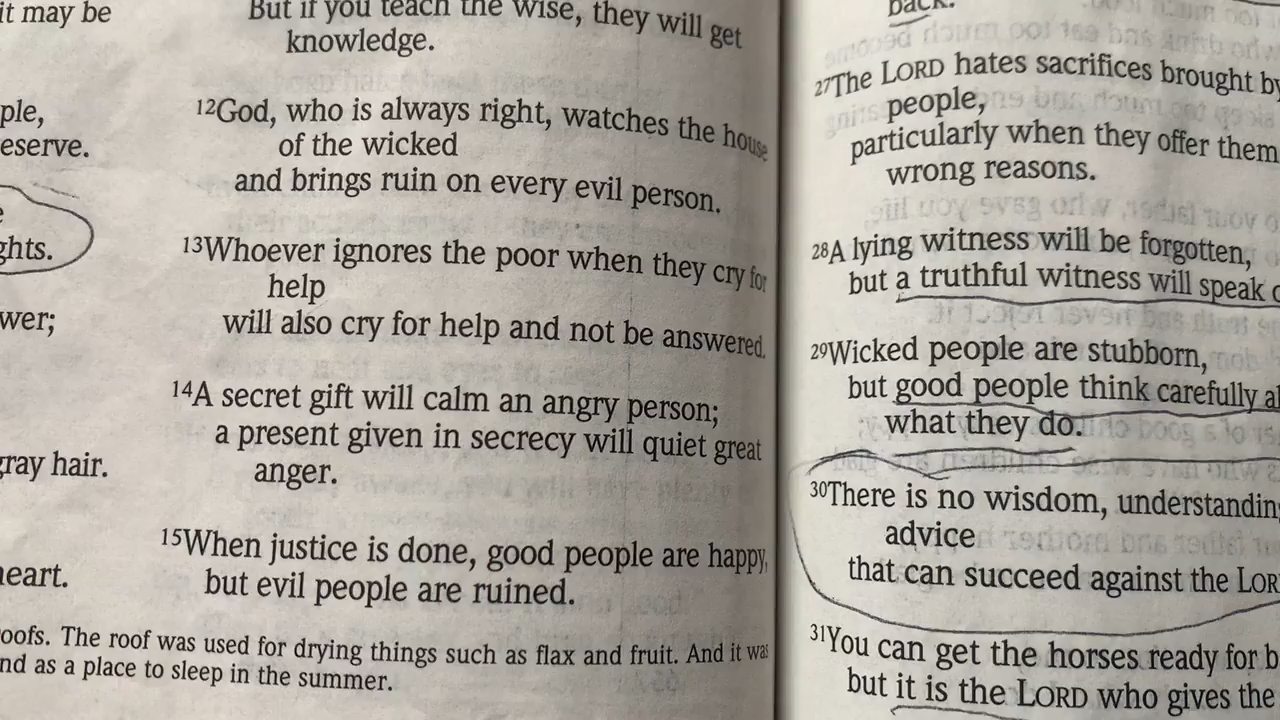 it may be
ple,
eserve.
ghts.
wer;
gray hair.
heart.
But if you teach the wise, they will get
knowledge.
12God, who is always right, watches the house
of the wicked
and brings ruin on every evil person.
13Whoever ignores the poor when they cry for
help
will also cry for help and not be answered.
14A secret gift will calm an angry person;
a present given in secrecy will quiet great
anger.
15When justice is done, good people are happy,
but evil people are ruined.
oofs. The roof was used for drying things such as flax and fruit. And it was
nd as a place to sleep in the summer.
back.
27The LORD hates sacrifices brought by
people,
particularly when they offer them
wrong reasons.
28A lying witness will be forgotten,
but a truthful witness will speak
29Wicked people are stubborn,
but good people think carefully
what they do.
30There is no wisdom, understandin
advice
that can succeed against the LOR
31You can get the horses ready for b
but it is the LORD who gives the